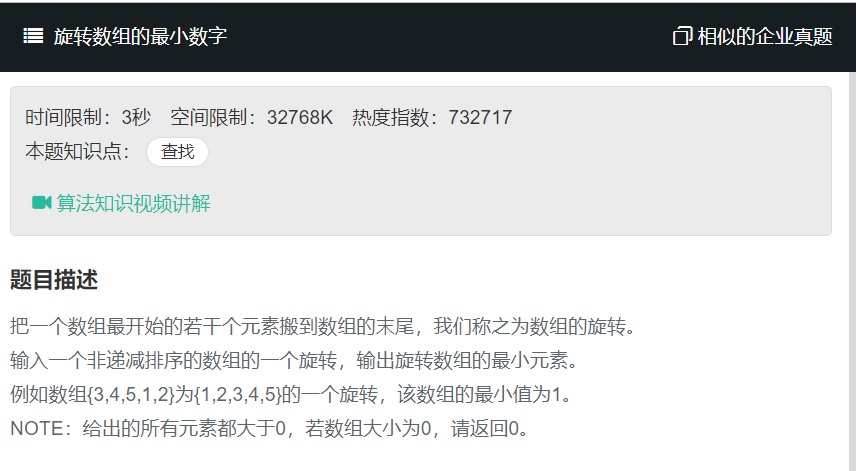 旋转数组的最小数字 相似的企业真题
时间限制：3秒 空间限制：32768K 热度指数：732717
本题知识点： 查找
算法知识视频讲解
题目描述
把一个数组最开始的若干个元素搬到数组的末尾，我们称之为数组的旋转。
输入一个非递减排序的数组的一个旋转，输出旋转数组的最小元素。
例如数组{3,4,5,1,2}为{1,2,3,4,5}的一个旋转，该数组的最小值为1。
NOTE：给出的所有元素都大于0，若数组大小为0，请返回0。